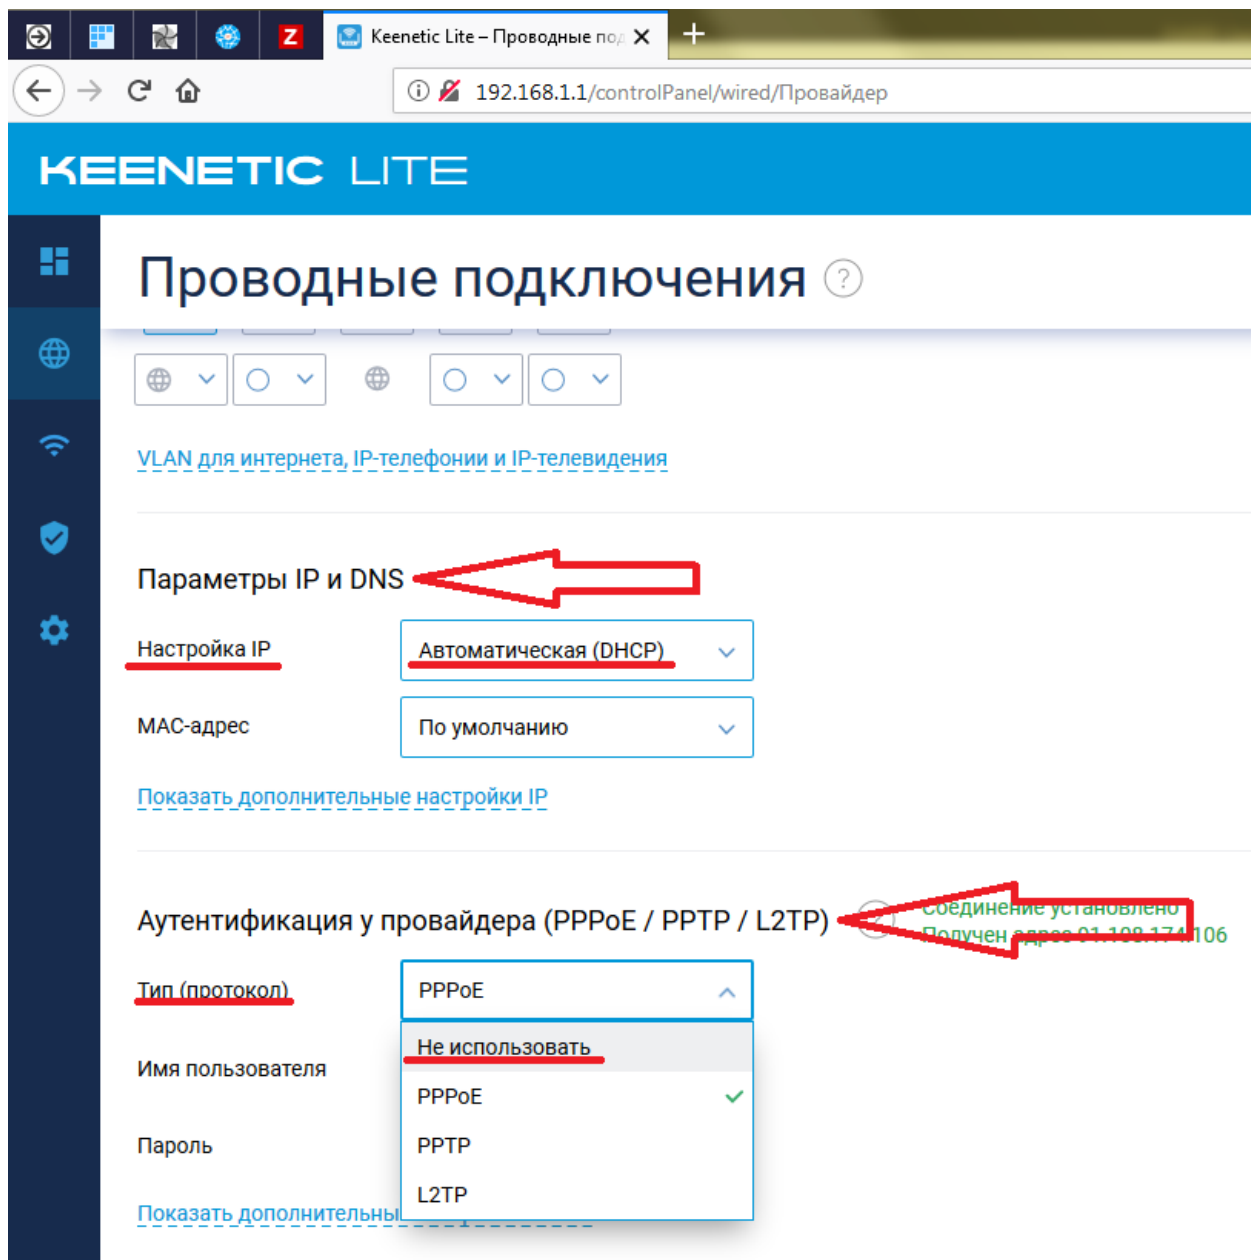 Z
Keenetic Lite – Проводные под
192.168.1.1/controlPanel/wired/Провайдер
KEENETIC LITE
Проводные подключения ?
VLAN для интернета, IP-телефонии и IP-телевидения
Параметры IP и DNS
Настройка IP
Автоматическая (DHCP)
MAC-адрес
По умолчанию
Показать дополнительные настройки IP
Аутентификация у провайдера (PPPoE / PPTP / L2TP)
Соединение установлено
Получен адрес 106
Тип (протокол)
PPPoE
Не использовать
Имя пользователя
PPPoE
Пароль
PPTP
L2TP
Показать дополнительны